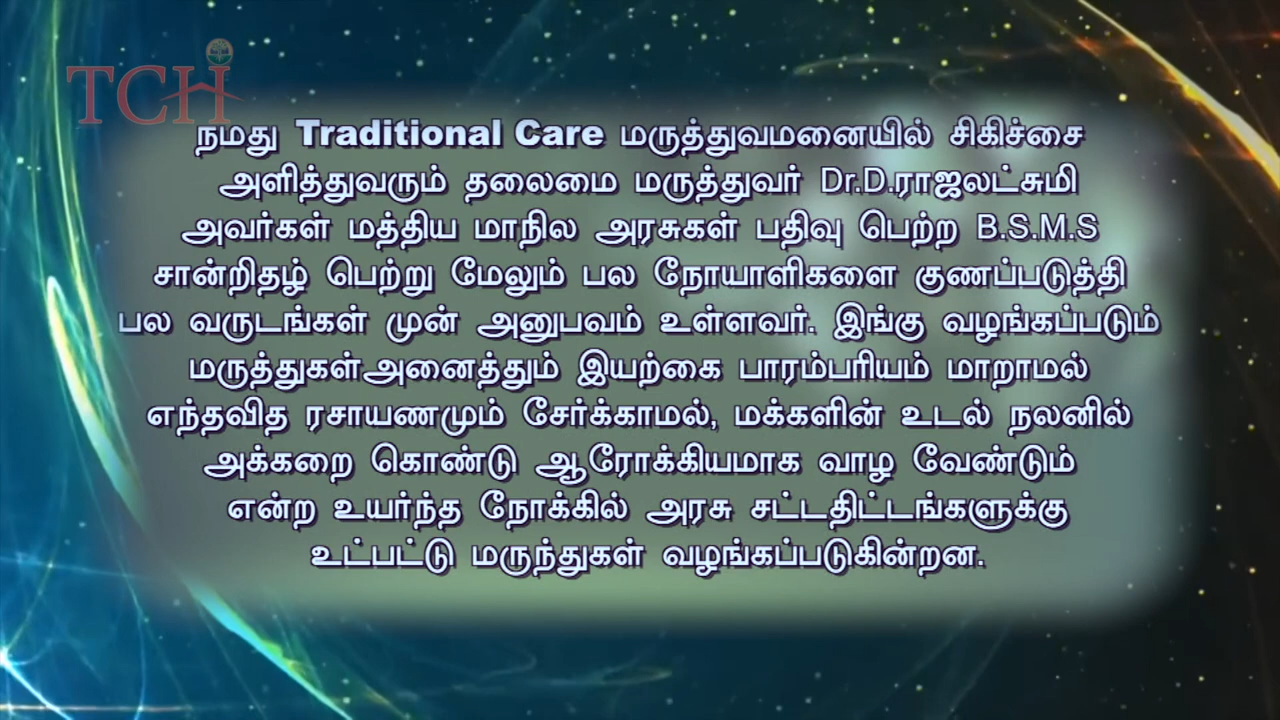 TCH
நமது Traditional Care மருத்துவமனையில் சிகிச்சை
அளித்துவரும் தலைமை மருத்துவர் Dr.D.ராஜலட்சுமி
அவர்கள் மத்திய மாநில அரசுகள் பதிவு பெற்ற B.S.M.S
சான்றிதழ் பெற்று மேலும் பல நோயாளிகளை குணப்படுத்தி
பல வருடங்கள் முன் அனுபவம் உள்ளவர். இங்கு வழங்கப்படும்
மருத்துகள்அனைத்தும் இயற்கை பாரம்பரியம் மாறாமல்
எந்தவித ரசாயணமும் சேர்க்காமல், மக்களின் உடல் நலனில்
அக்கறை கொண்டு ஆரோக்கியமாக வாழ வேண்டும்
என்ற உயர்ந்த நோக்கில் அரசு சட்டதிட்டங்களுக்கு
உட்பட்டு மருந்துகள் வழங்கப்படுகின்றன.